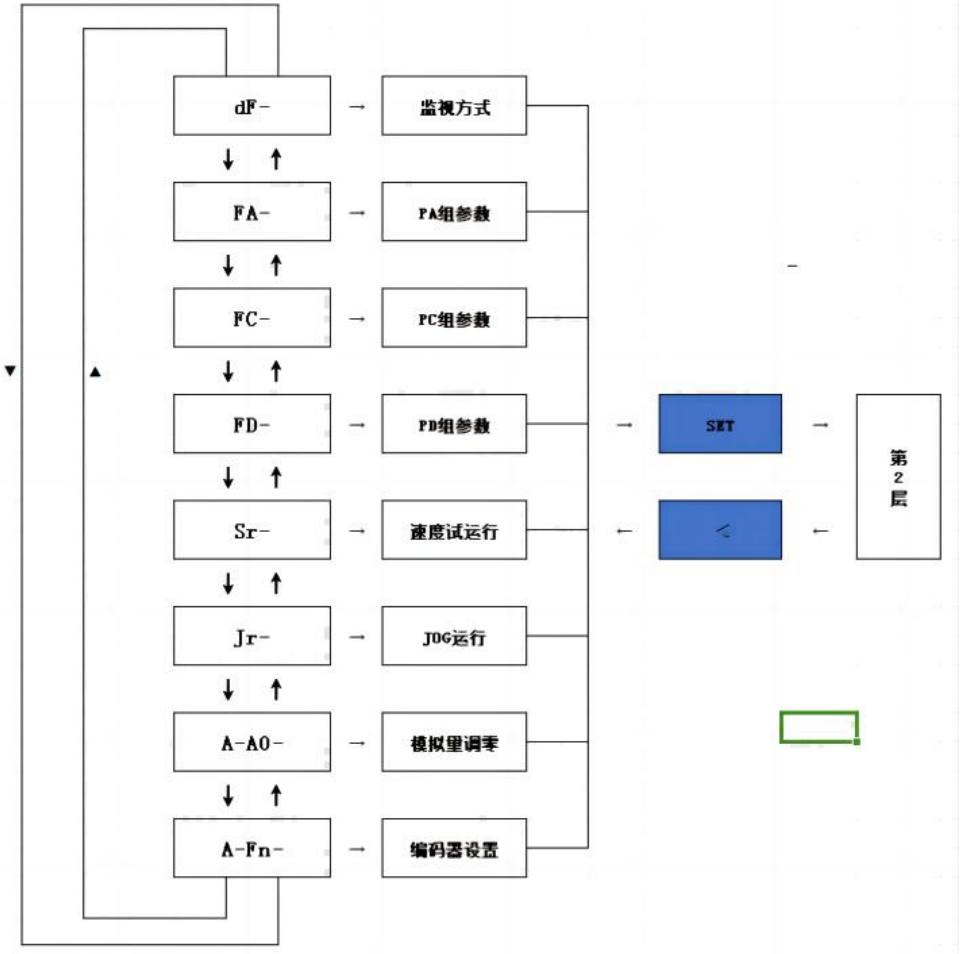 dF-
监视方式
FA-
PA组参数
FC-
PC组参数
FD-
PD组参数
SET
第2层
Sr-
速度试运行
Jr-
JOG运行
A-A0-
模拟量调零
A-Fn-
编码器设置